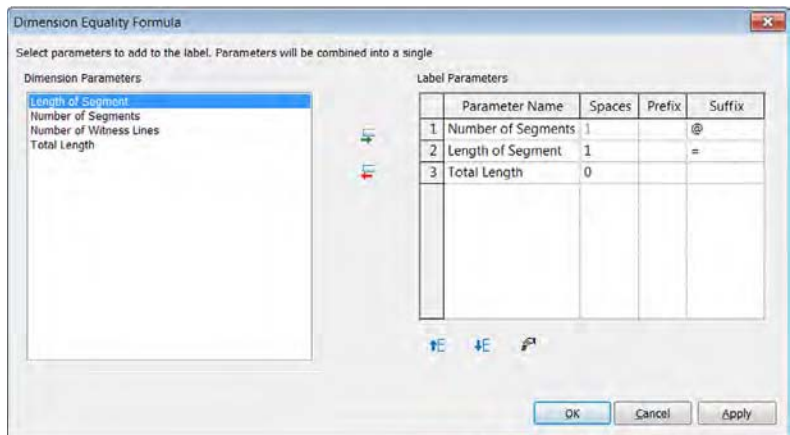 Dimension Equality Formula
Select parameters to add to the label. Parameters will be combined into a single
Dimension Parameters
Length of Segment
Number of Segments
Number of Witness Lines
Total Length
Label Parameters
Parameter Name Spaces Prefix Suffix
1 Number of Segments 1 @
2 Length of Segment 1 =
3 Total Length 0
OK Cancel Apply